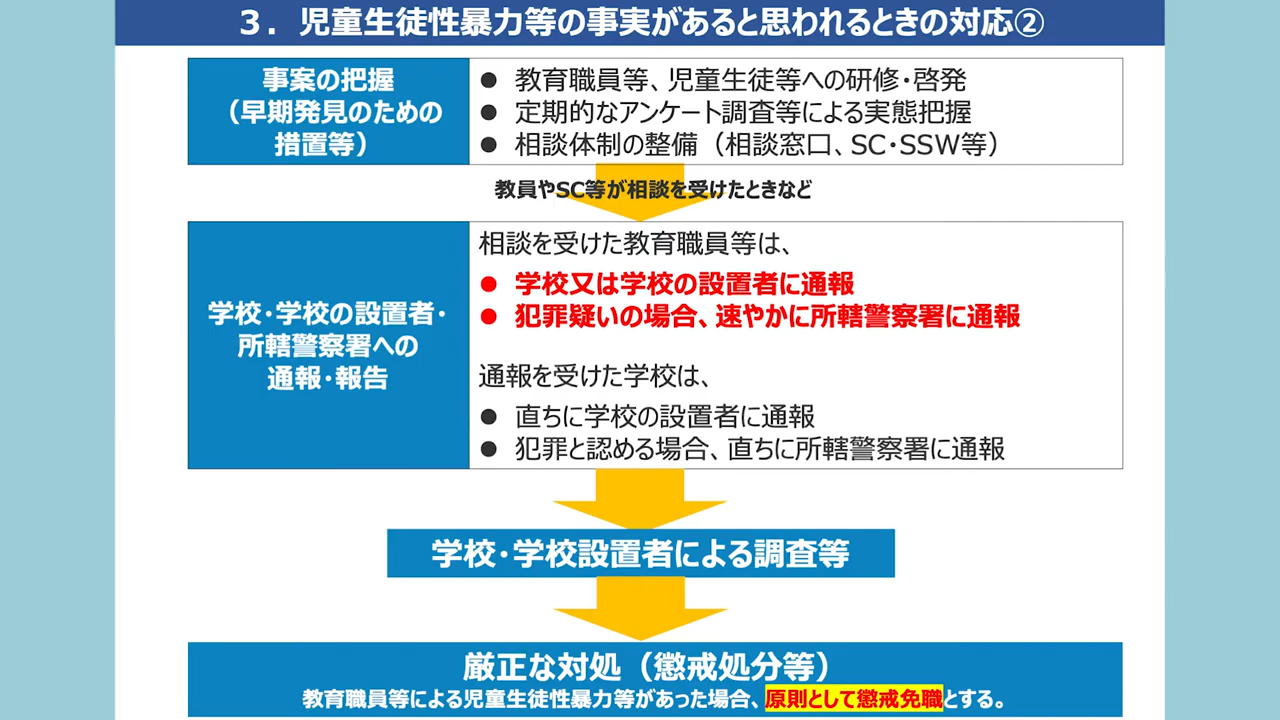 ３．児童生徒性暴力等の事実があると思われるときの対応②
事案の把握
（早期発見のための
措置等）
● 教育職員等、児童生徒等への研修・啓発
● 定期的なアンケート調査等による実態把握
● 相談体制の整備（相談窓口、SC・SSW等）
教員やSC等が相談を受けたときなど
学校・学校の設置者・
所轄警察署への
通報・報告
相談を受けた教育職員等は、
● 学校又は学校の設置者に通報
● 犯罪疑いの場合、速やかに所轄警察署に通報
通報を受けた学校は、
● 直ちに学校の設置者に通報
● 犯罪と認める場合、直ちに所轄警察署に通報
学校・学校設置者による調査等
厳正な対処（懲戒処分等）
教育職員等による児童生徒性暴力等があった場合、原則として懲戒免職とする。